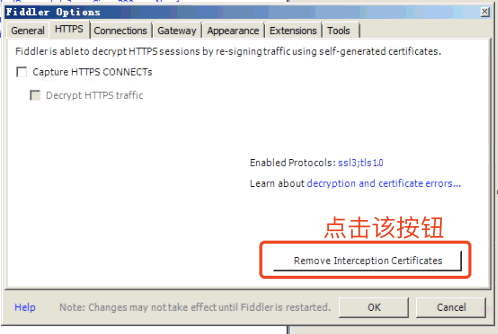 Fiddler Options
General HTTPS Connections Gateway Appearance Extensions Tools
Fiddler is able to decrypt HTTPS sessions by re-signing traffic using self-generated certificates.
Capture HTTPS CONNECTs
Decrypt HTTPS traffic
Enabled Protocols: ssl3;tls1.0
Learn about decryption and certificate errors...
点击该按钮
Remove Interception Certificates
Help Note: Changes may not take effect until Fiddler is restarted. OK Cancel